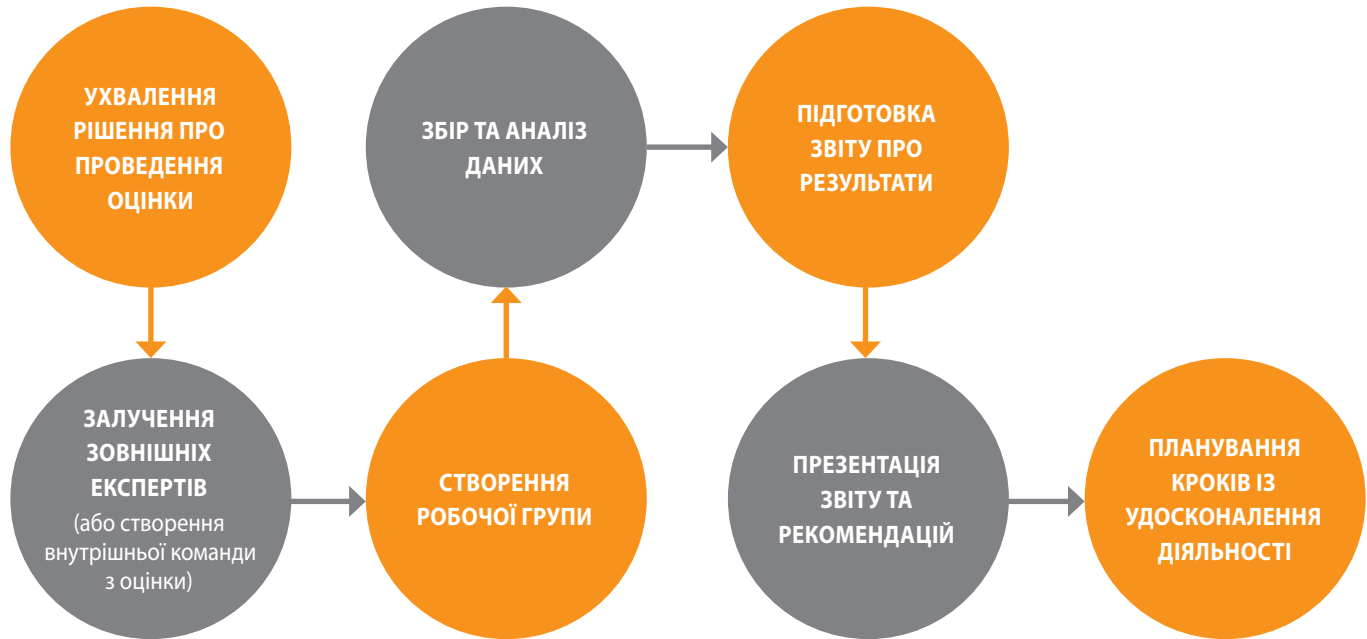 УХВАЛЕННЯ
РІШЕННЯ ПРО
ПРОВЕДЕННЯ
ОЦІНКИ
ЗАЛУЧЕННЯ
ЗОВНІШНІХ
ЕКСПЕРТІВ
(або створення
внутрішньої команди
з оцінки)
СТВОРЕННЯ
РОБОЧОЇ ГРУПИ
ЗБІР ТА АНАЛІЗ
ДАНИХ
ПІДГОТОВКА
ЗВІТУ ПРО
РЕЗУЛЬТАТИ
ПРЕЗЕНТАЦІЯ
ЗВІТУ ТА
РЕКОМЕНДАЦІЙ
ПЛАНУВАННЯ
КРОКІВ ІЗ
УДОСКОНАЛЕННЯ
ДІЯЛЬНОСТІ